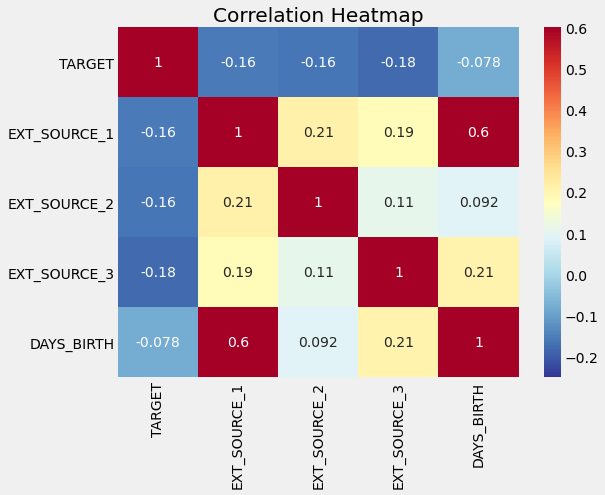 Correlation Heatmap
TARGET 1 -0.16 -0.16 -0.18 -0.078
EXT_SOURCE_1 -0.16 1 0.21 0.19 0.6
EXT_SOURCE_2 -0.16 0.21 1 0.11 0.092
EXT_SOURCE_3 -0.18 0.19 0.11 1 0.21
DAYS_BIRTH -0.078 0.6 0.092 0.21 1
TARGET
EXT_SOURCE_1
EXT_SOURCE_2
EXT_SOURCE_3
DAYS_BIRTH
0.6
0.5
0.4
0.3
0.2
0.1
0.0
−0.1
−0.2